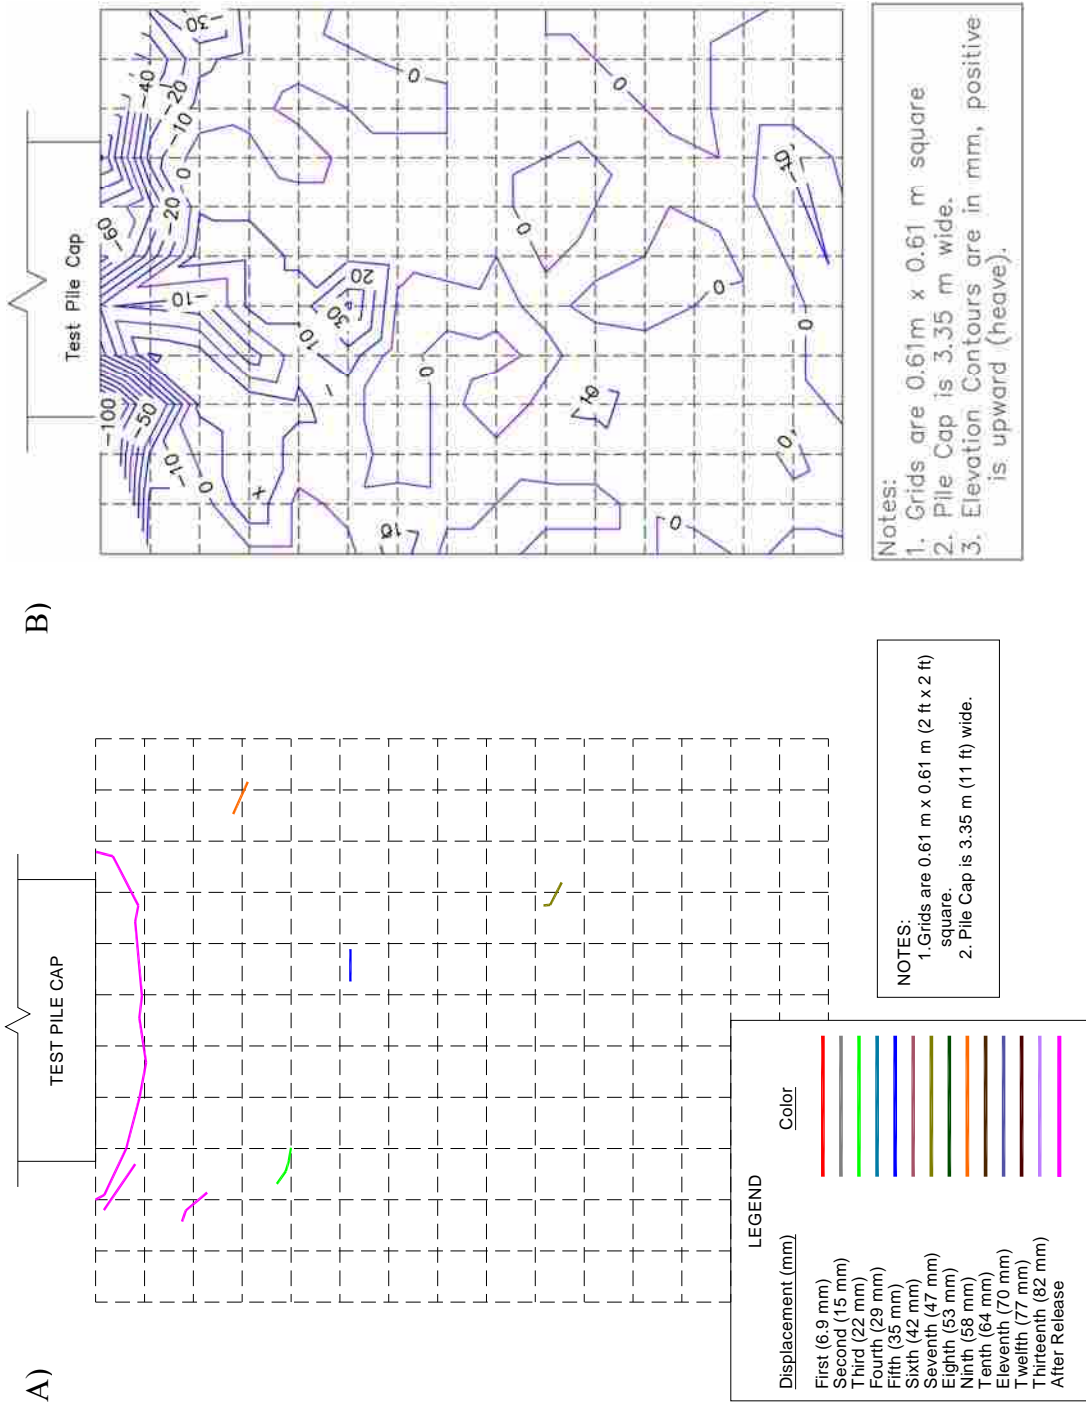 A)
TEST PILE CAP
LEGEND
Displacement (mm) Color
First (6.9 mm)
Second (15 mm)
Third (22 mm)
Fourth (29 mm)
Fifth (35 mm)
Sixth (42 mm)
Seventh (47 mm)
Eighth (53 mm)
Ninth (58 mm)
Tenth (64 mm)
Eleventh (70 mm)
Twelfth (77 mm)
Thirteenth (82 mm)
After Release
NOTES:
1.Grids are 0.61 m x 0.61 m (2 ft x 2 ft)
square.
2. Pile Cap is 3.35 m (11 ft) wide.
B)
Test Pile Cap
-100
-50
-10
0
-60
-20
-10
0
-40
-20
-10
-30
10
20
30
0
0
0
0
0
0
0
0
10
-10
10
0
Notes:
1. Grids are 0.61m x 0.61 m square
2. Pile Cap is 3.35 m wide.
3. Elevation Contours are in mm, positive
is upward (heave).